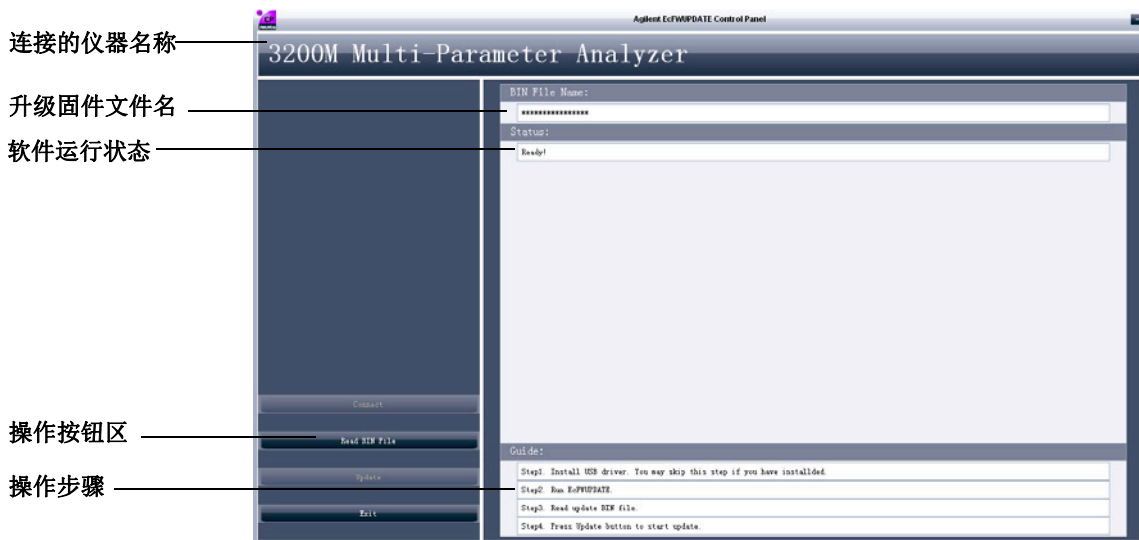 Agilent EcFWUPDATE Control Panel
连接的仪器名称
3200M Multi-Parameter Analyzer
升级固件文件名
BIN File Name:
****************
软件运行状态
Status:
Ready!
Connect
操作按钮区
Read BIN File
Update
Exit
操作步骤
Guide:
Step1. Install USB driver. You may skip this step if you have installded.
Step2. Run EcFWUPDATE.
Step3. Read update BIN file.
Step4. Press Update button to start update.